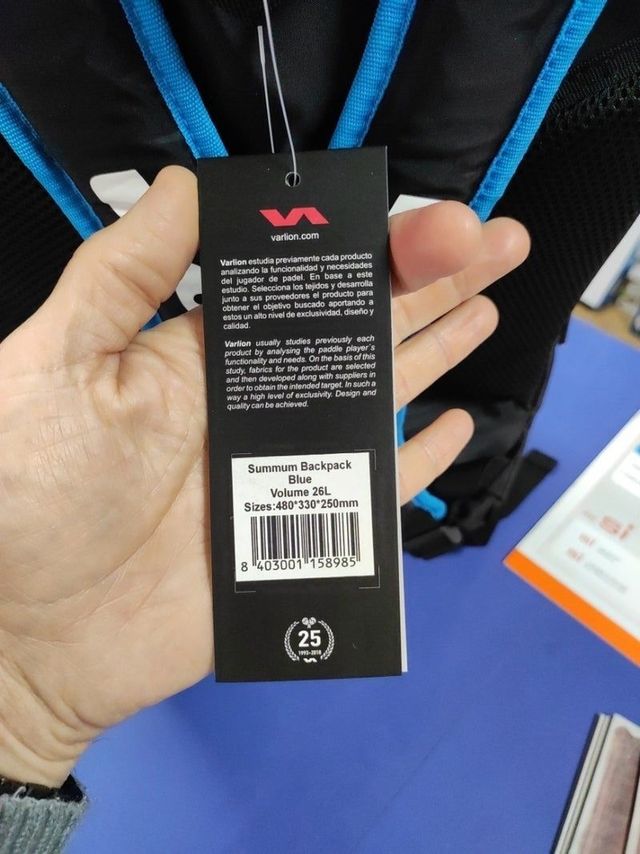 varlion.com
Varlion estudia previamente cada producto
analizando la funcionalidad y necesidades
del jugador de padel. En base a este
estudio. Selecciona los tejidos y desarrolla
junto a sus proveedores el producto para
obtener el objetivo buscado aportando a
estos un alto nivel de exclusividad, diseño y
calidad.
Varlion usually studies previously each
product by analysing the paddle player´s
functionality and needs. On the basis of this
study, fabrics for the product are selected
and then developed along with suppliers in
order to obtain the intended target. In such a
way a high level of exclusivity. Design and
quality can be achieved.
Summum Backpack
Blue
Volume 26L
Sizes:480*330*250mm
8 403001 158985
25
1993-2018
si
si